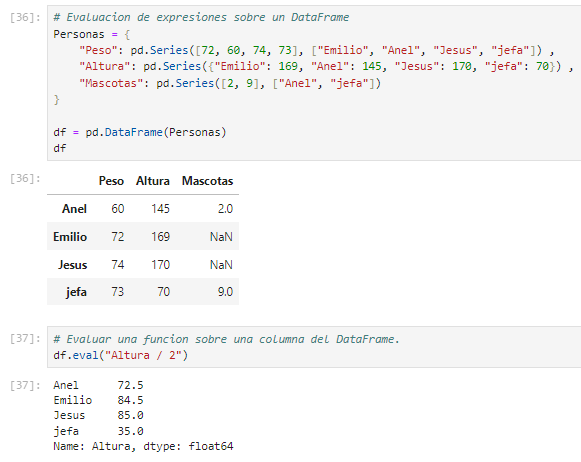 [36]: # Evaluacion de expresiones sobre un DataFrame
Personas = {
"Peso": pd.Series([72, 60, 74, 73], ["Emilio", "Anel", "Jesus", "jefa"]) ,
"Altura": pd.Series({"Emilio": 169, "Anel": 145, "Jesus": 170, "jefa": 70}) ,
"Mascotas": pd.Series([2, 9], ["Anel", "jefa"])
}
df = pd.DataFrame(Personas)
df
[36]: Peso Altura Mascotas
Anel 60 145 2.0
Emilio 72 169 NaN
Jesus 74 170 NaN
jefa 73 70 9.0
[37]: # Evaluar una funcion sobre una columna del DataFrame.
df.eval("Altura / 2")
[37]: Anel 72.5
Emilio 84.5
Jesus 85.0
jefa 35.0
Name: Altura, dtype: float64